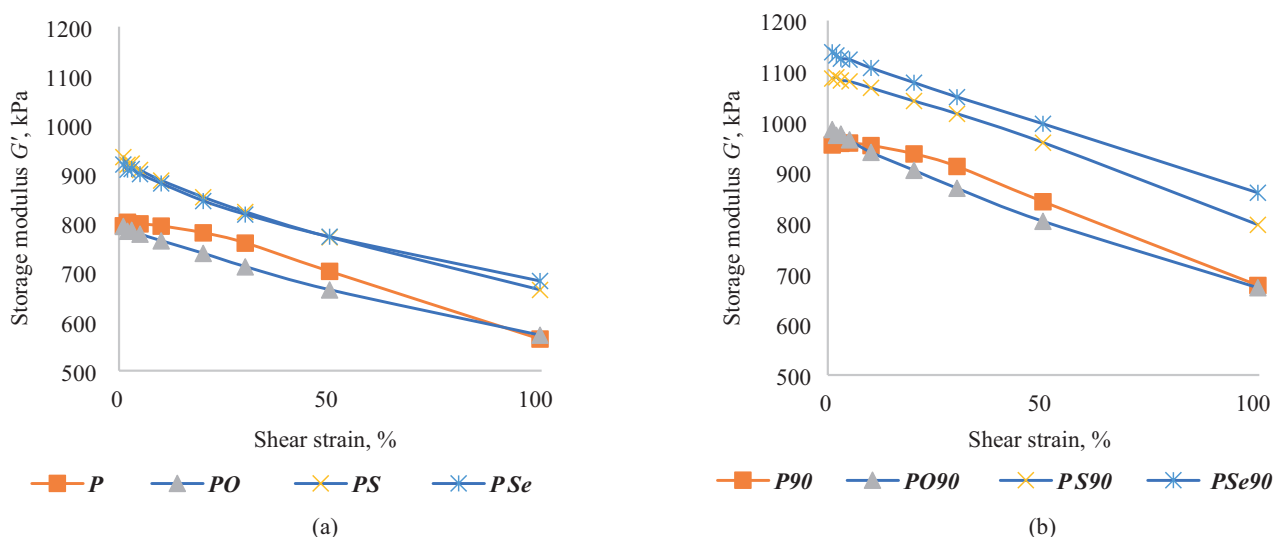 1200
1100
1000
900
800
700
600
500
Storage modulus G′, kPa
0 50 100
Shear strain, %
P PO PS PSe
(a)
1200
1100
1000
900
800
700
600
500
Storage modulus G′, kPa
0 50 100
Shear strain, %
P90 PO90 PS90 PSe90
(b)